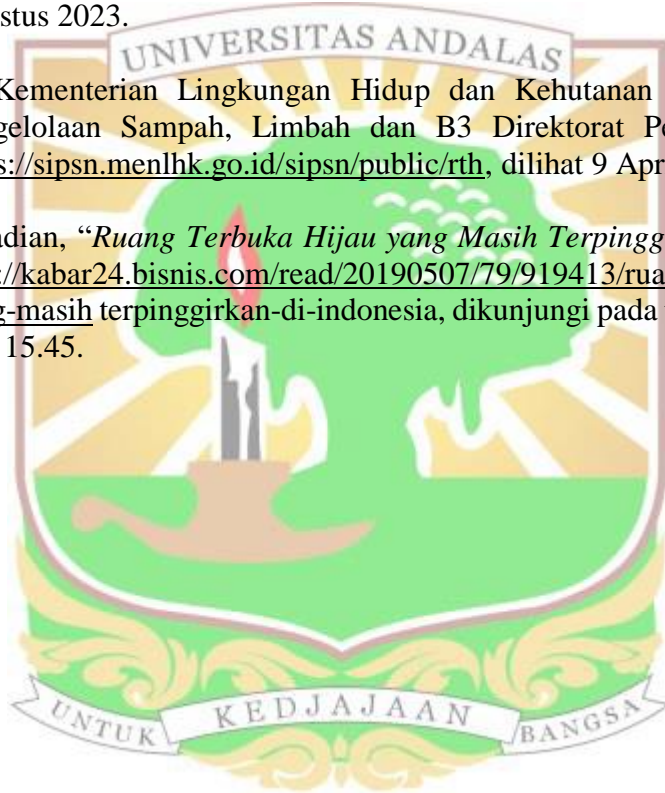 stus 2023.
UNIVERSITAS ANDALAS
Kementerian Lingkungan Hidup dan Kehutanan
gelolaan Sampah, Limbah dan B3 Direktorat Pe
s://sipsn.menlhk.go.id/sipsn/public/rth, dilihat 9 Apr
adian, “Ruang Terbuka Hijau yang Masih Terpingg
://kabar24.bisnis.com/read/20190507/79/919413/rua
g-masih terpinggirkan-di-indonesia, dikunjungi pada
15.45.
UNTUK KEDJAJAAN BANGSA